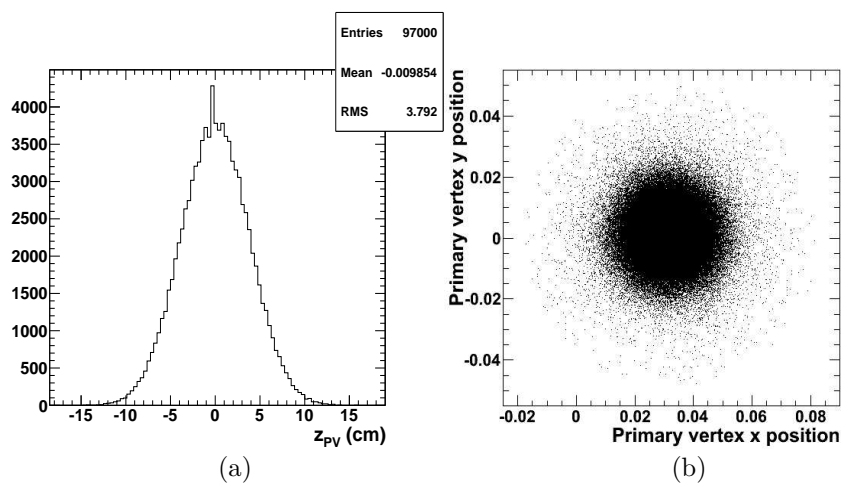 Entries 97000
Mean -0.009854
RMS 3.792
4000
3500
3000
2500
2000
1500
1000
500
0
-15 -10 -5 0 5 10 15
z_PV (cm)
(a)
Primary vertex y position
0.04
0.02
0
-0.02
-0.04
-0.02 0 0.02 0.04 0.06 0.08
Primary vertex x position
(b)